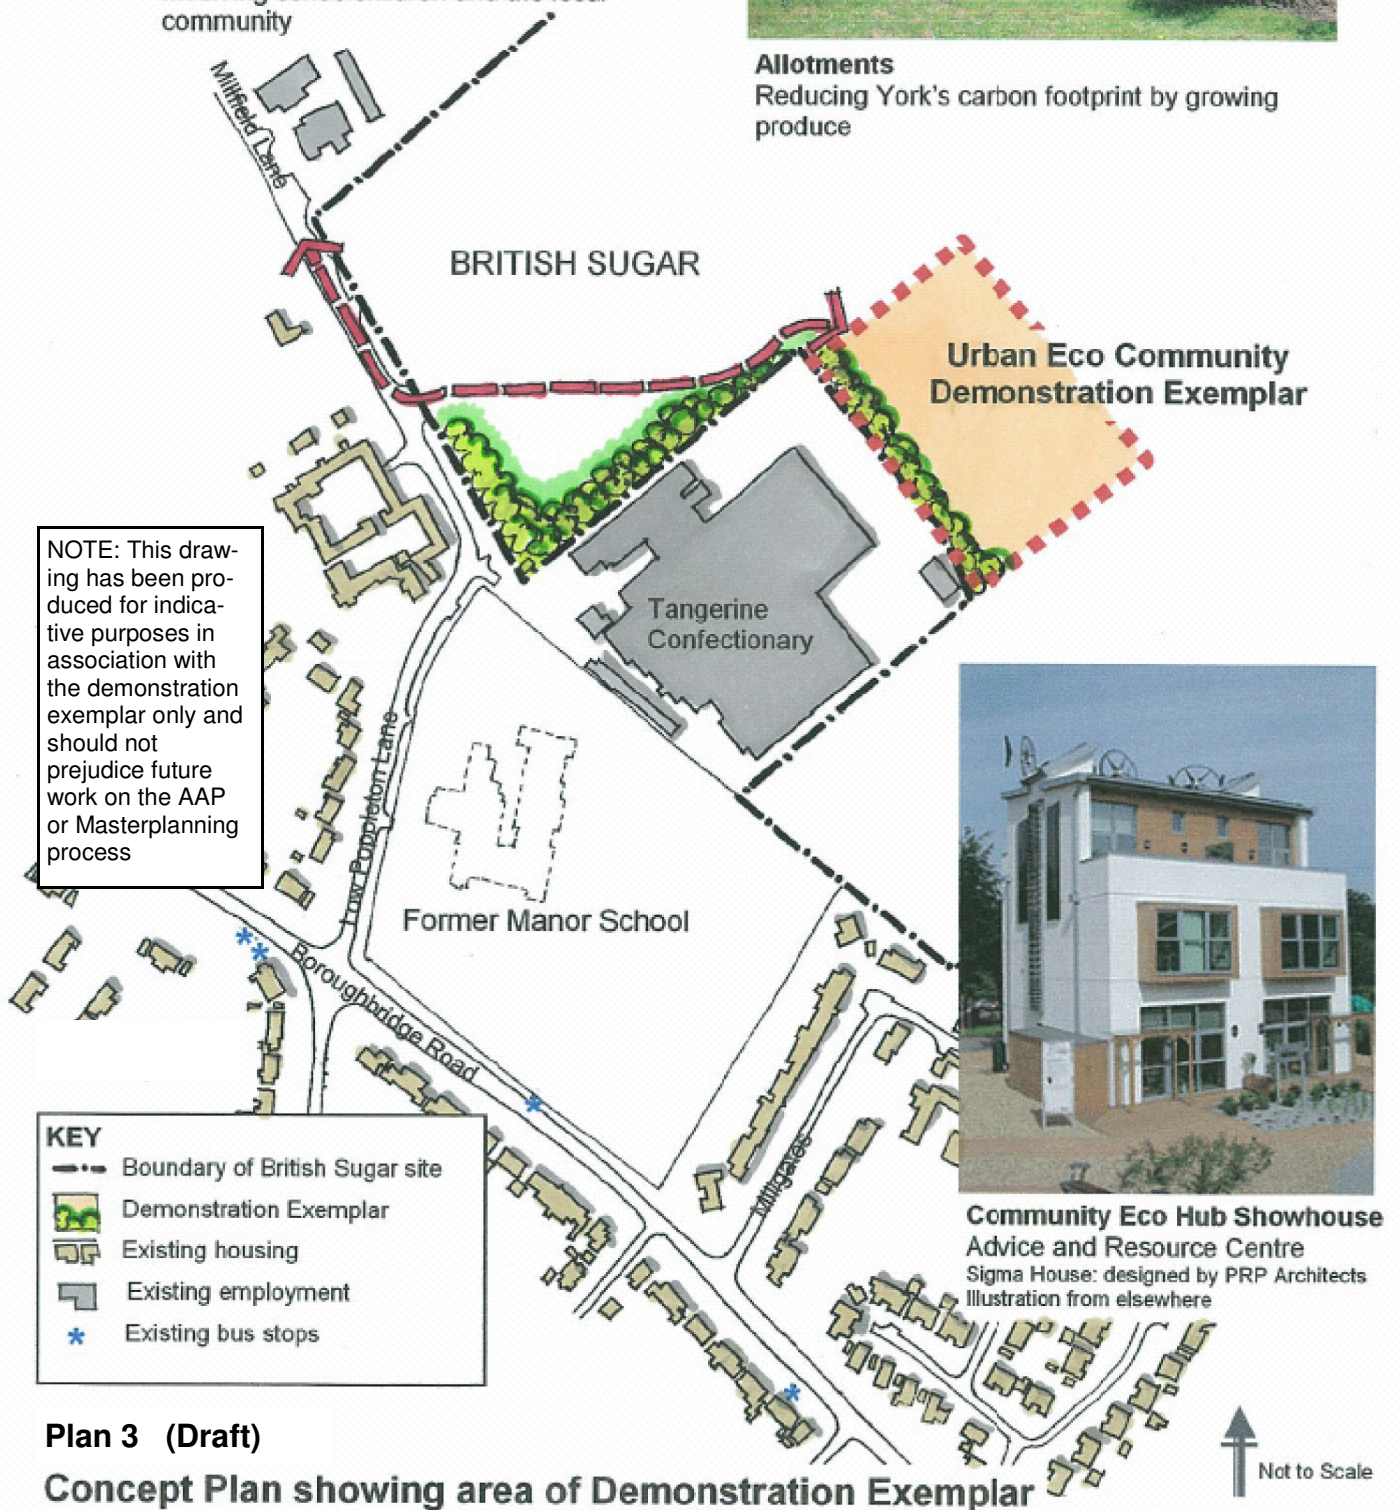 community
Allotments
Reducing York's carbon footprint by growing
produce
Millfield Lane
BRITISH SUGAR
Urban Eco Community
Demonstration Exemplar
NOTE: This draw-
ing has been pro-
duced for indica-
tive purposes in
association with
the demonstration
exemplar only and
should not
prejudice future
work on the AAP
or Masterplanning
process
Tangerine
Confectionary
Low Poppleton Lane
Former Manor School
Boroughbridge Road
Millgates
KEY
Boundary of British Sugar site
Demonstration Exemplar
Existing housing
Existing employment
Existing bus stops
Community Eco Hub Showhouse
Advice and Resource Centre
Sigma House: designed by PRP Architects
Illustration from elsewhere
Plan 3 (Draft)
Not to Scale
Concept Plan showing area of Demonstration Exemplar